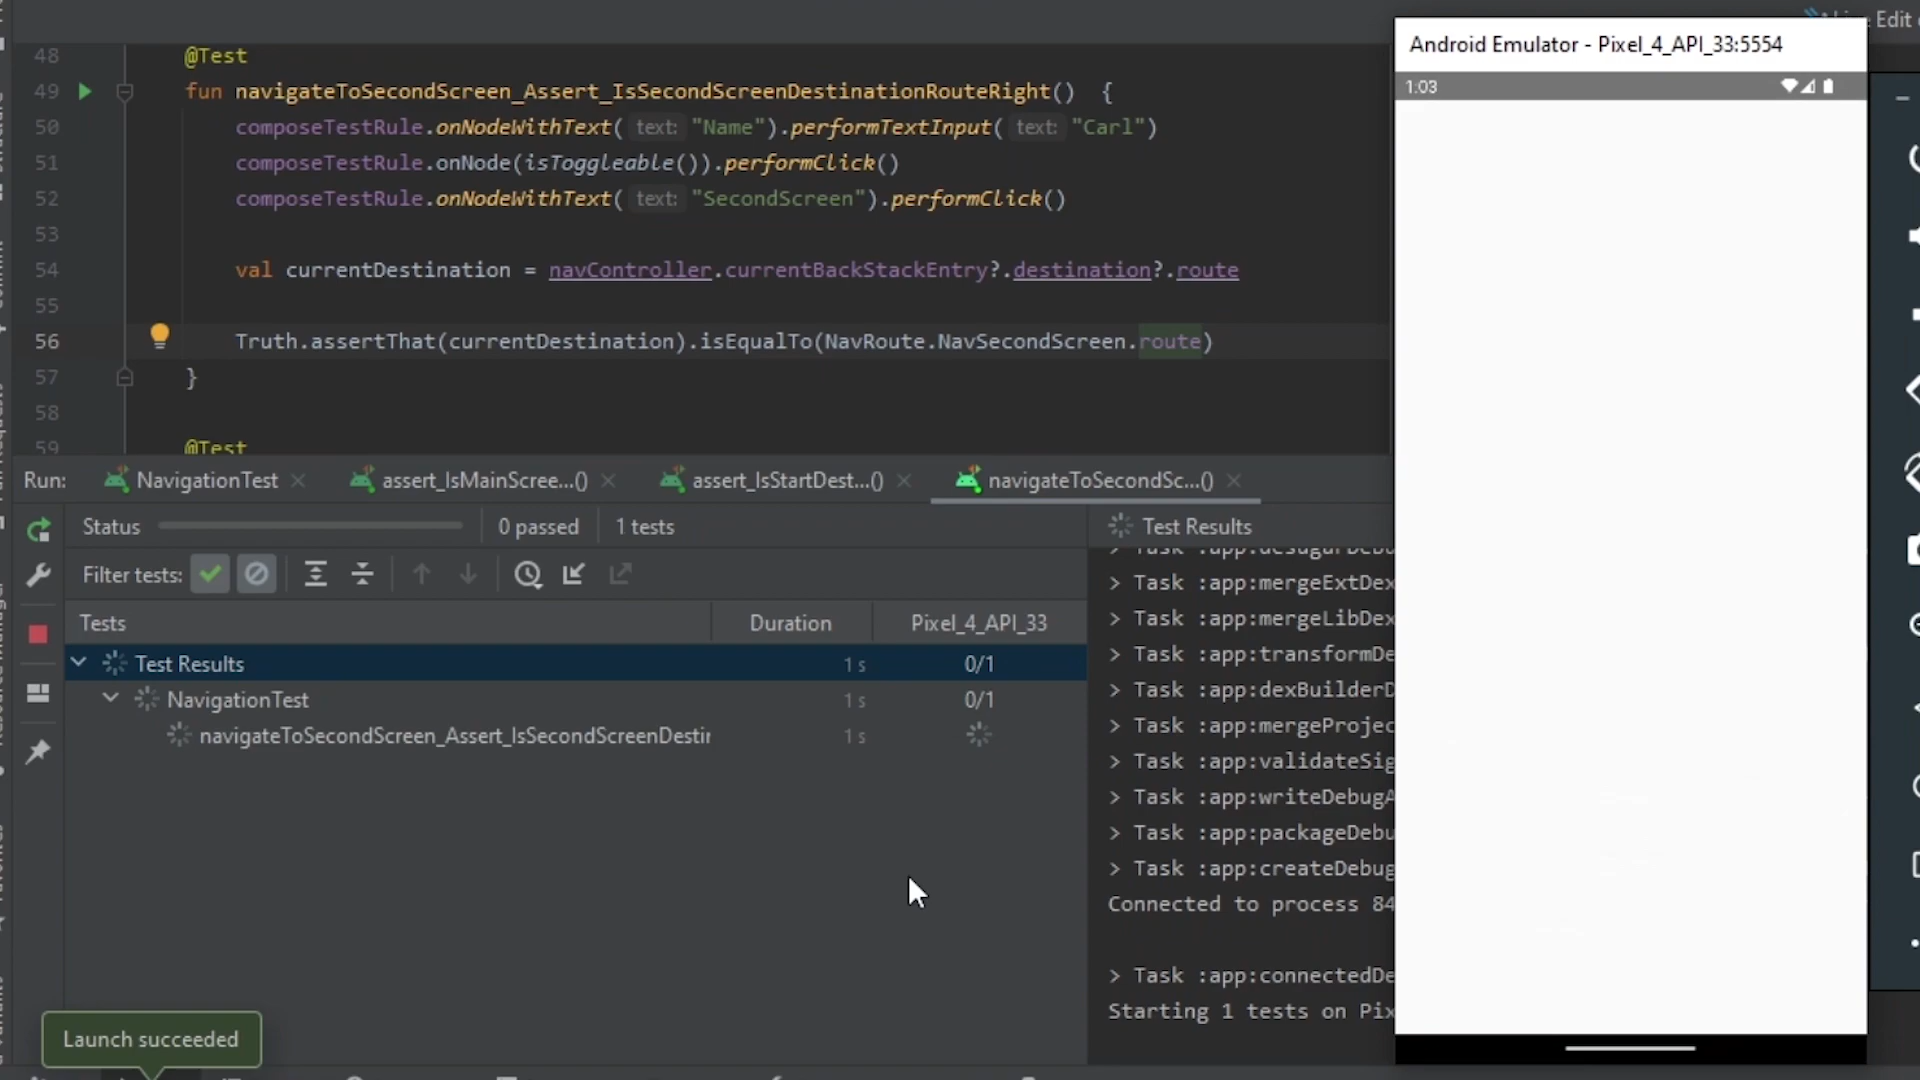 Edit
48 @Test
49 fun navigateToSecondScreen_Assert_IsSecondScreenDestinationRouteRight() {
50 composeTestRule.onNodeWithText( text: "Name").performTextInput( text: "Carl")
51 composeTestRule.onNode(isToggleable()).performClick()
52 composeTestRule.onNodeWithText( text: "SecondScreen").performClick()
53
54 val currentDestination = navController.currentBackStackEntry?.destination?.route
55
56 Truth.assertThat(currentDestination).isEqualTo(NavRoute.NavSecondScreen.route)
57 }
58
59 @Test
Run: NavigationTest assert_IsMainScree...() assert_IsStartDest...() navigateToSecondSc...()
Status 0 passed 1 tests
Filter tests:
Tests Duration Pixel_4_API_33
Test Results 1 s 0/1
NavigationTest 1 s 0/1
navigateToSecondScreen_Assert_IsSecondScreenDestin 1 s
Launch succeeded
Test Results
> Task :app:desugarDebu
> Task :app:mergeExtDex
> Task :app:mergeLibDex
> Task :app:transformDe
> Task :app:dexBuilderD
> Task :app:mergeProjec
> Task :app:validateSig
> Task :app:writeDebugA
> Task :app:packageDebu
> Task :app:createDebug
Connected to process 84
> Task :app:connectedDe
Starting 1 tests on Pix
Android Emulator - Pixel_4_API_33:5554
1:03